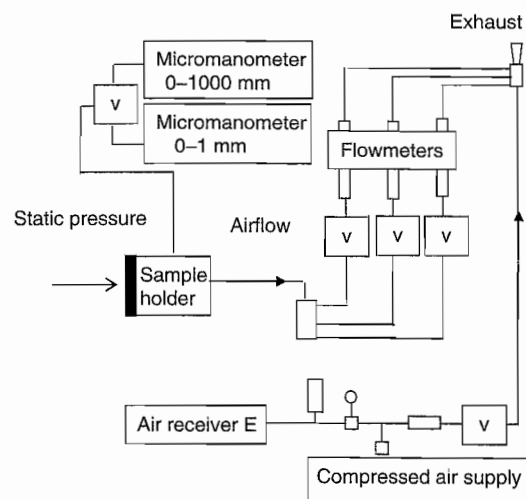 Exhaust
Micromanometer
0–1000 mm
v
Micromanometer
0–1 mm
Flowmeters
Static pressure
Airflow
v
v
v
Sample
holder
Air receiver E
v
Compressed air supply